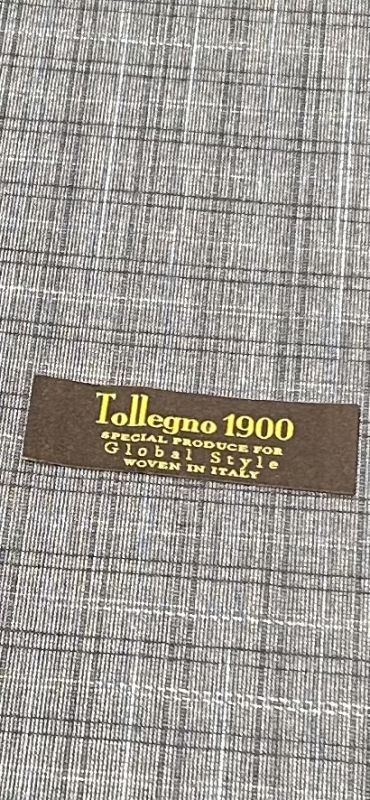 Tollegno 1900
SPECIAL PRODUCE FOR
Global Style
WOVEN IN ITALY